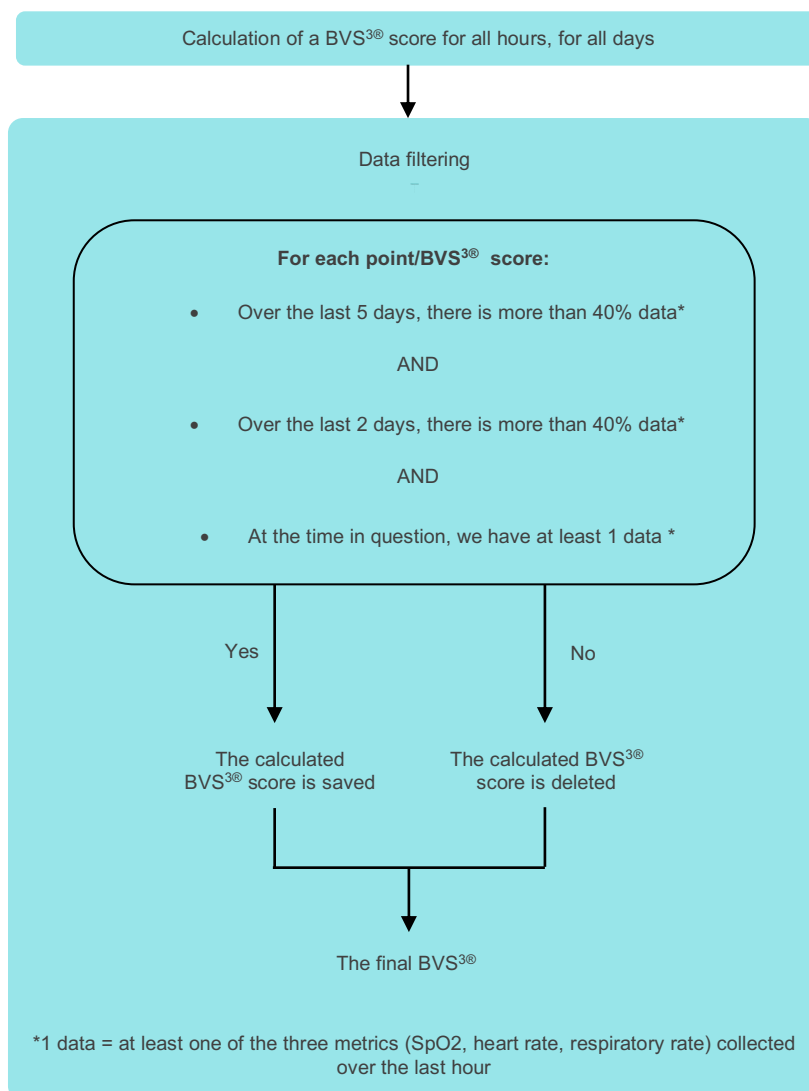 Calculation of a BVS³® score for all hours, for all days
Data filtering
For each point/BVS³® score:
• Over the last 5 days, there is more than 40% data*
AND
• Over the last 2 days, there is more than 40% data*
AND
• At the time in question, we have at least 1 data *
Yes
No
The calculated
BVS³® score is saved
The calculated BVS³®
score is deleted
The final BVS³®
*1 data = at least one of the three metrics (SpO2, heart rate, respiratory rate) collected
over the last hour